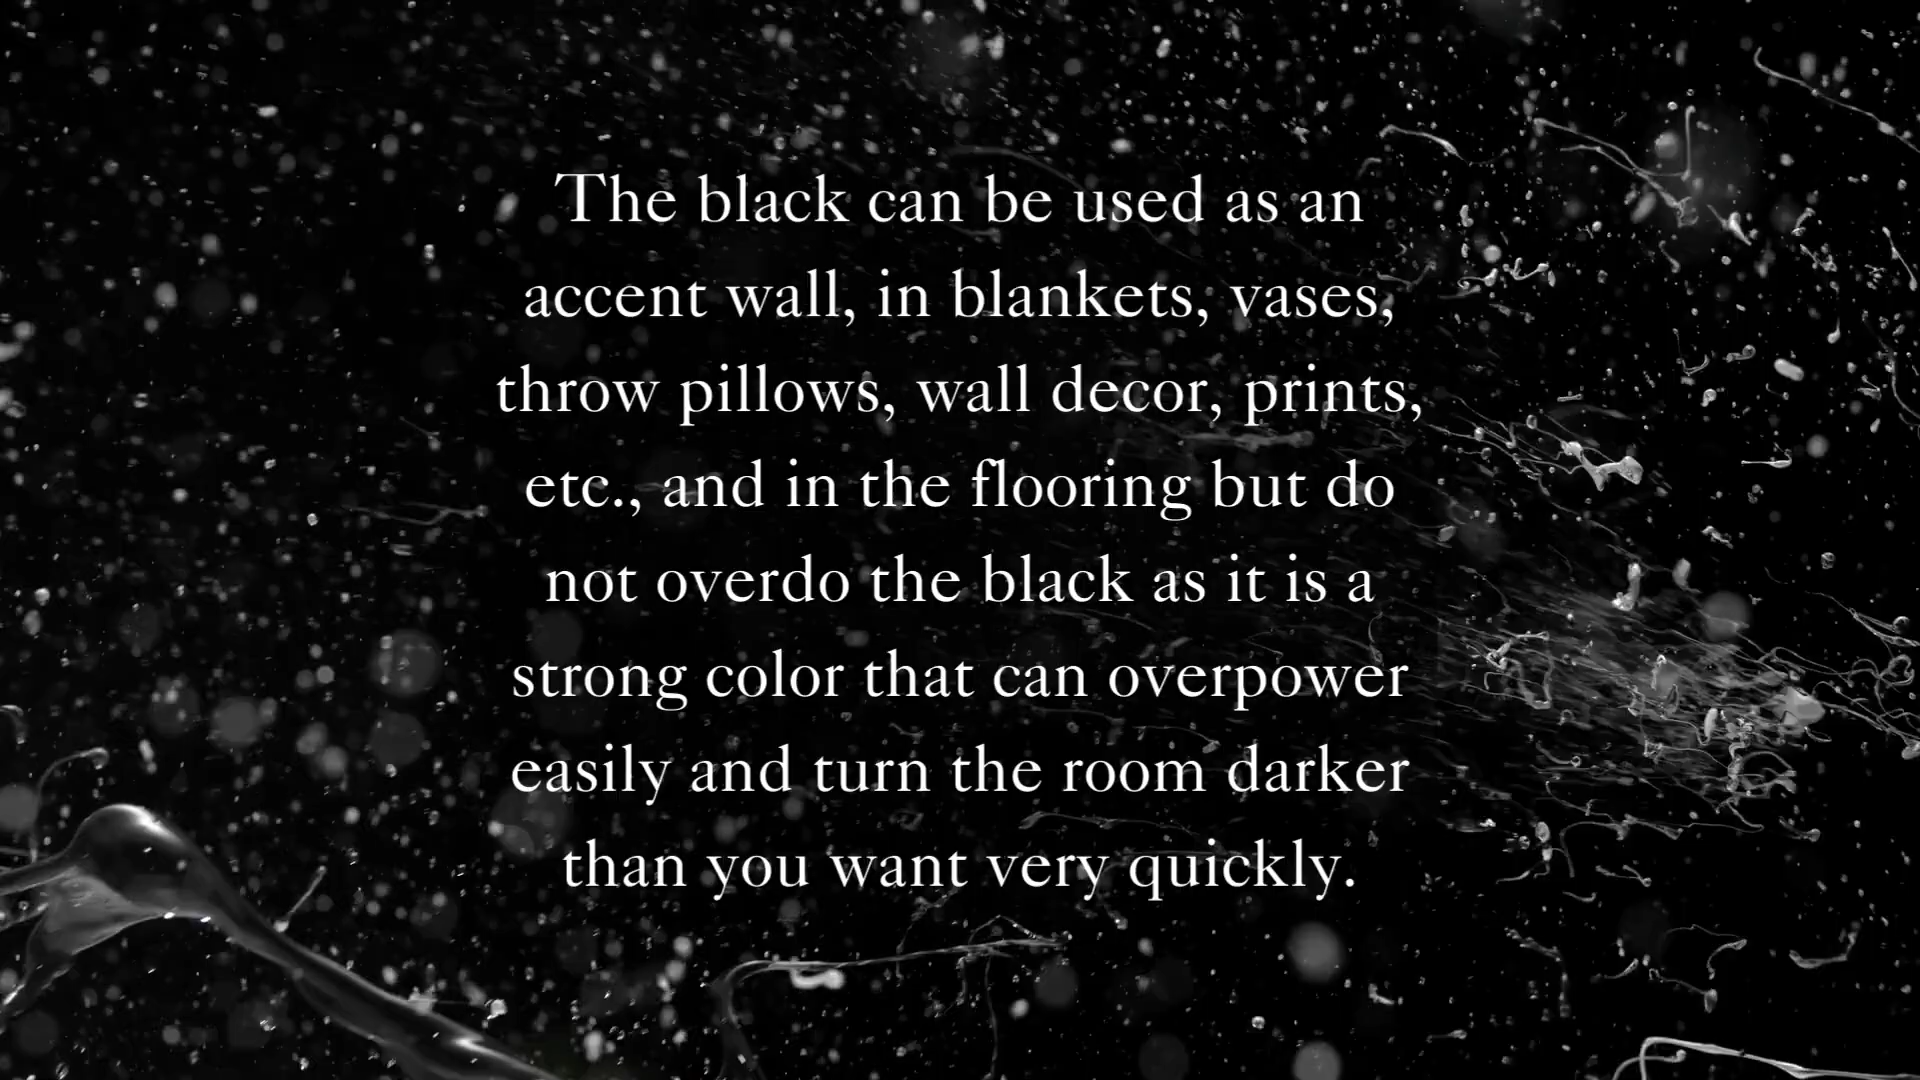 The black can be used as an
accent wall, in blankets, vases,
throw pillows, wall decor, prints,
etc., and in the flooring but do
not overdo the black as it is a
strong color that can overpower
easily and turn the room darker
than you want very quickly.